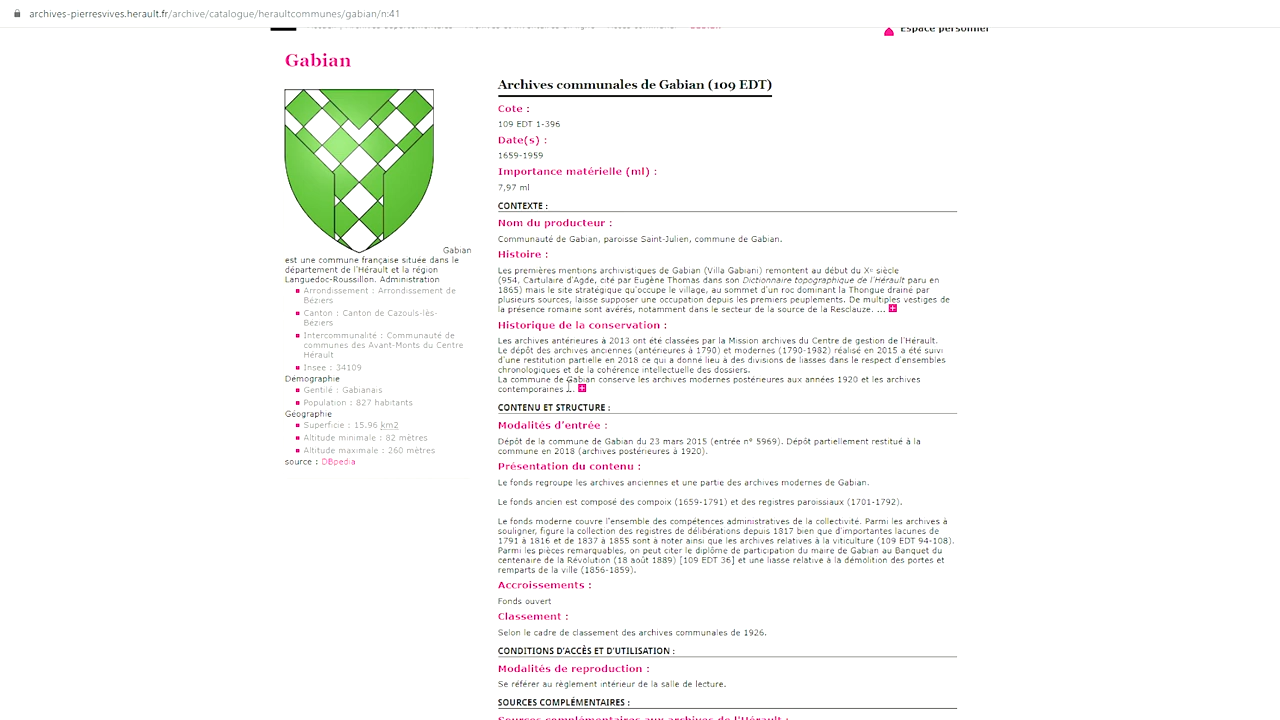 archives-pierresvives.herault.fr/archive/catalogue/heraultcommunes/gabian/n:41
Espace personnel
Gabian
Gabian
est une commune française située dans le
département de l'Hérault et la région
Languedoc-Roussillon. Administration
Arrondissement : Arrondissement de
Béziers
Canton : Canton de Cazouls-lès-
Beziers
Intercommunalité : Communauté de
communes des Avant-Monts du Centre
Hérault
Insee : 34109
Démographie
Gentilé : Gabianais
Population : 827 habitants
Géographie
Superficie : 15.96 km2
Altitude minimale : 82 mètres
Altitude maximale : 260 mètres
source : DBpedia
Archives communales de Gabian (109 EDT)
Cote :
109 EDT 1-396
Date(s) :
1659-1959
Importance matérielle (ml) :
7,97 ml
CONTEXTE :
Nom du producteur :
Communauté de Gabian, paroisse Saint-Julien, commune de Gabian.
Histoire :
Les premières mentions archivistiques de Gabian (Villa Gabiani) remontent au début du Xe siècle
(954, Cartulaire d'Agde, cité par Eugène Thomas dans son Dictionnaire topographique de l'Hérault paru en
1865) mais le site stratégique qu'occupe le village, au sommet d'un roc dominant la Thongue drainé par
plusieurs sources, laisse supposer une occupation depuis les premiers peuplements. De multiples vestiges de
la présence romaine sont avérés, notamment dans le secteur de la source de la Resclauze. ...
Historique de la conservation :
Les archives antérieures à 2013 ont été classées par la Mission archives du Centre de gestion de l'Hérault.
Le dépôt des archives anciennes (antérieures à 1790) et modernes (1790-1982) réalisé en 2015 a été suivi
d'une restitution partielle en 2018 ce qui a donné lieu à des divisions de liasses dans le respect d'ensembles
chronologiques et de la cohérence intellectuelle des dossiers.
La commune de Gabian conserve les archives modernes postérieures aux années 1920 et les archives
contemporaines ...
CONTENU ET STRUCTURE :
Modalités d'entrée :
Dépôt de la commune de Gabian du 23 mars 2015 (entrée n° 5969). Dépôt partiellement restitué à la
commune en 2018 (archives postérieures à 1920).
Présentation du contenu :
Le fonds regroupe les archives anciennes et une partie des archives modernes de Gabian.
Le fonds ancien est composé des compoix (1659-1791) et des registres paroissiaux (1701-1792).
Le fonds moderne couvre l'ensemble des compétences administratives de la collectivité. Parmi les archives à
souligner, figure la collection des registres de délibérations depuis 1817 bien que d'importantes lacunes de
1791 à 1816 et de 1837 à 1855 sont à noter ainsi que les archives relatives à la viticulture (109 EDT 94-108).
Parmi les pièces remarquables, on peut citer le diplôme de participation du maire de Gabian au Banquet du
centenaire de la Révolution (18 août 1889) [109 EDT 36] et une liasse relative à la démolition des portes et
remparts de la ville (1856-1859).
Accroissements :
Fonds ouvert
Classement :
Selon le cadre de classement des archives communales de 1926.
CONDITIONS D'ACCÈS ET D'UTILISATION :
Modalités de reproduction :
Se référer au règlement intérieur de la salle de lecture.
SOURCES COMPLÉMENTAIRES :
Sources complémentaires aux archives de l'Hérault :